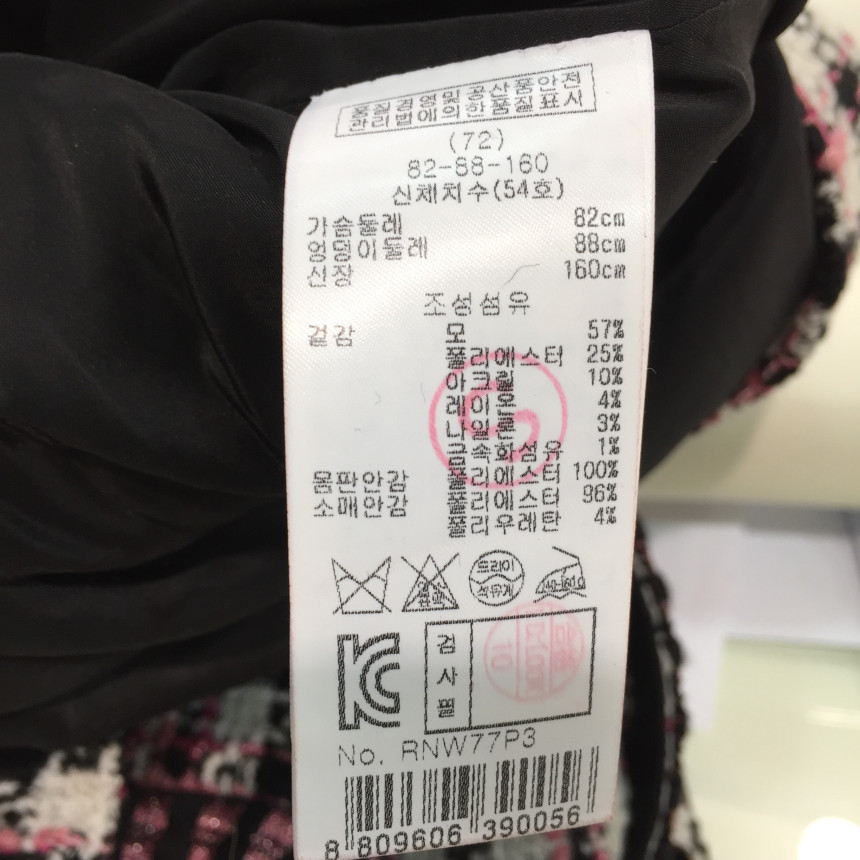 품질경영및공산품안전
관리법에의한품질표시
(72)
82-88-160
신체치수(54호)
가슴둘레 82cm
엉덩이둘레 88cm
신장 160cm
조성섬유
겉감 모 57%
폴리에스터 25%
아크릴 10%
레이온 4%
나일론 3%
금속화섬유 1%
몸판안감 폴리에스터 100%
소매안감 폴리에스터 96%
폴리우레탄 4%
드라이
석유계
검
사
필
10
No. RNW77P3
8 809606 390056